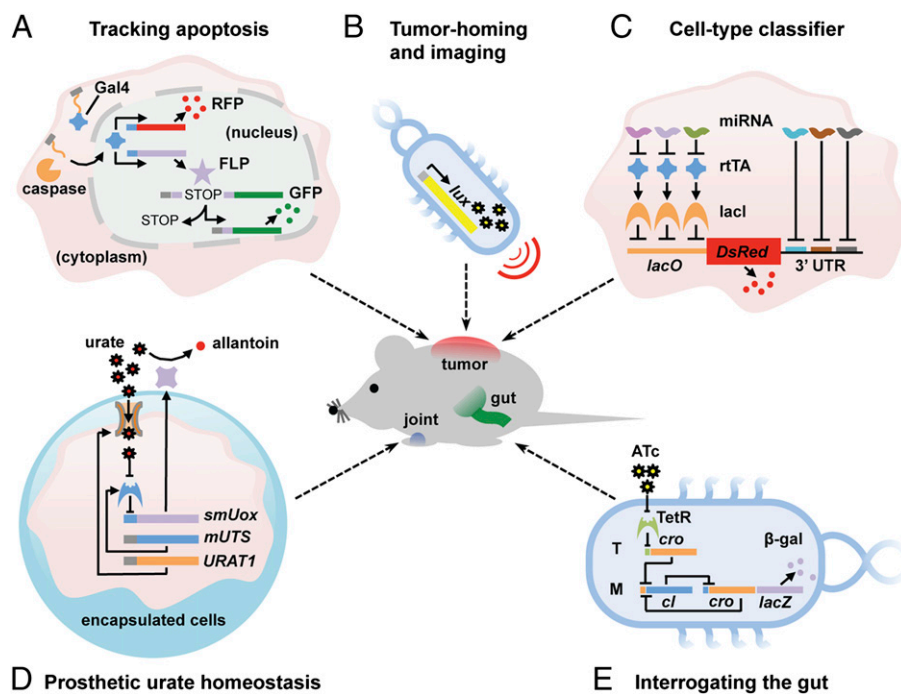 A Tracking apoptosis
Gal4
RFP
(nucleus)
FLP
caspase
STOP
GFP
STOP
(cytoplasm)
B Tumor-homing
and imaging
lux
C Cell-type classifier
miRNA
rtTA
lacI
lacO
DsRed
3' UTR
tumor
gut
joint
urate
allantoin
smUox
mUTS
URAT1
encapsulated cells
D Prosthetic urate homeostasis
ATc
TetR
T
cro
β-gal
M
cI
cro
lacZ
E Interrogating the gut